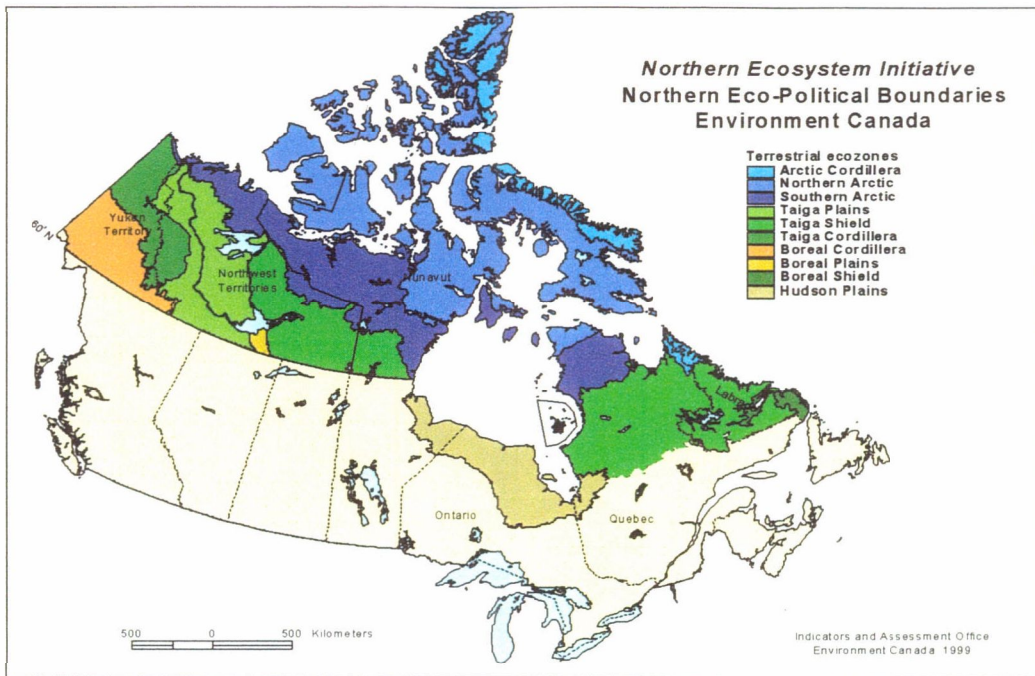 Northern Ecosystem Initiative
Northern Eco-Political Boundaries
Environment Canada
Terrestrial ecozones
Arctic Cordillera
Northern Arctic
Southern Arctic
Taiga Plains
Taiga Shield
Taiga Cordillera
Boreal Cordillera
Boreal Plains
Boreal Shield
Hudson Plains
60° N
Yukon
Territory
Northwest
Territories
Nunavut
Ontario
Quebec
500 0 500 Kilometers
Indicators and Assessment Office
Environment Canada 1999